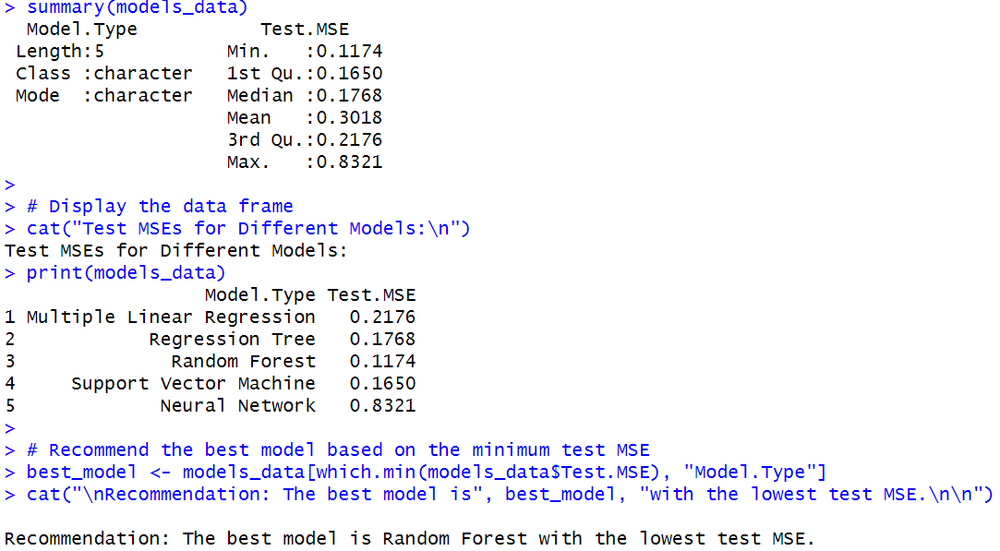 > summary(models_data)
  Model.Type           Test.MSE
 Length:5           Min.   :0.1174
 Class :character   1st Qu.:0.1650
 Mode  :character   Median :0.1768
                    Mean   :0.3018
                    3rd Qu.:0.2176
                    Max.   :0.8321
>
> # Display the data frame
> cat("Test MSEs for Different Models:\n")
Test MSEs for Different Models:
> print(models_data)
                  Model.Type Test.MSE
1 Multiple Linear Regression   0.2176
2            Regression Tree   0.1768
3              Random Forest   0.1174
4     Support Vector Machine   0.1650
5             Neural Network   0.8321
>
> # Recommend the best model based on the minimum test MSE
> best_model <- models_data[which.min(models_data$Test.MSE), "Model.Type"]
> cat("\nRecommendation: The best model is", best_model, "with the lowest test MSE.\n\n")

Recommendation: The best model is Random Forest with the lowest test MSE.